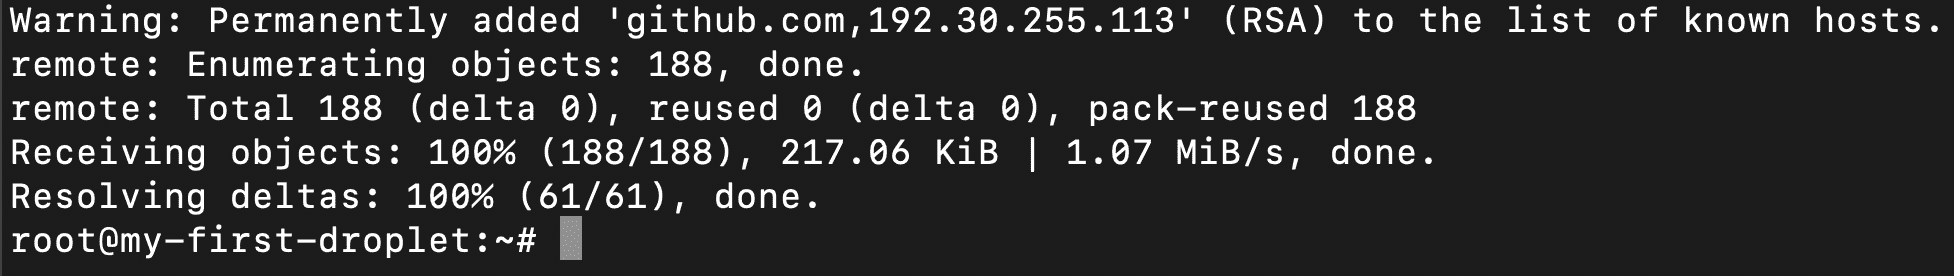 Warning: Permanently added 'github.com,192.30.255.113' (RSA) to the list of known hosts.
remote: Enumerating objects: 188, done.
remote: Total 188 (delta 0), reused 0 (delta 0), pack-reused 188
Receiving objects: 100% (188/188), 217.06 KiB | 1.07 MiB/s, done.
Resolving deltas: 100% (61/61), done.
root@my-first-droplet:~#